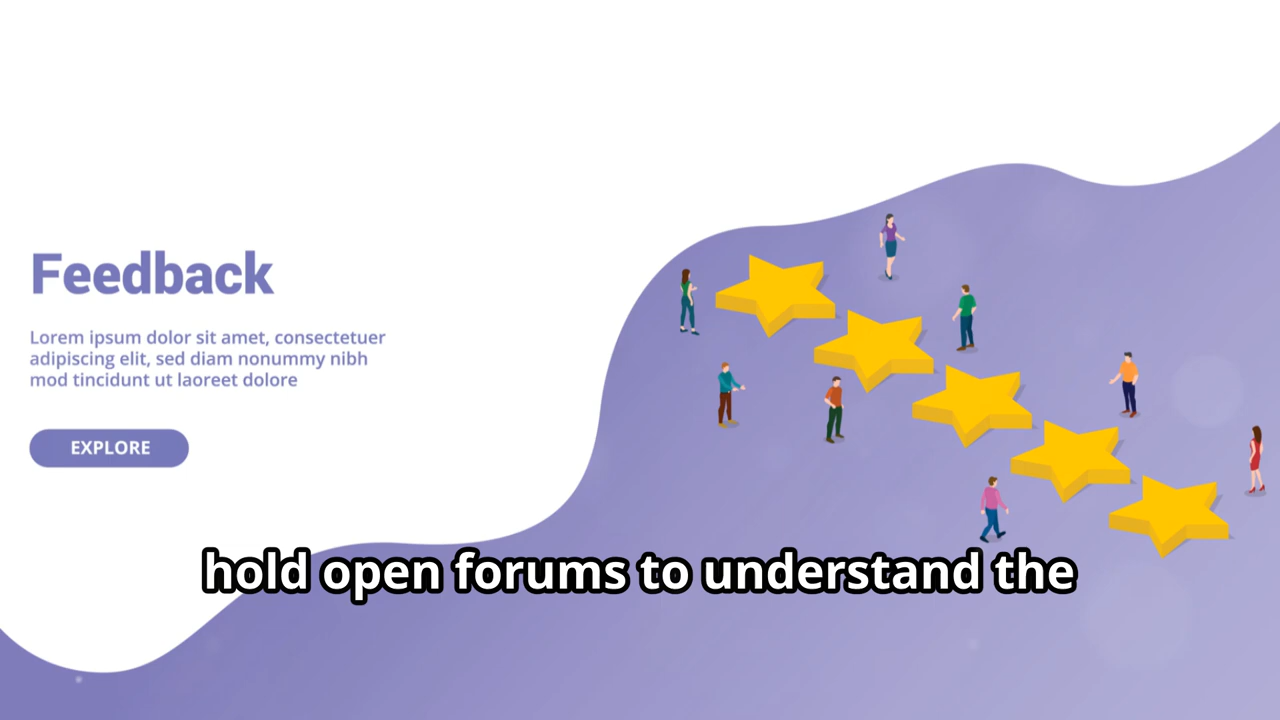 Feedback
Lorem ipsum dolor sit amet, consectetuer
adipiscing elit, sed diam nonummy nibh
mod tincidunt ut laoreet dolore
EXPLORE
hold open forums to understand the